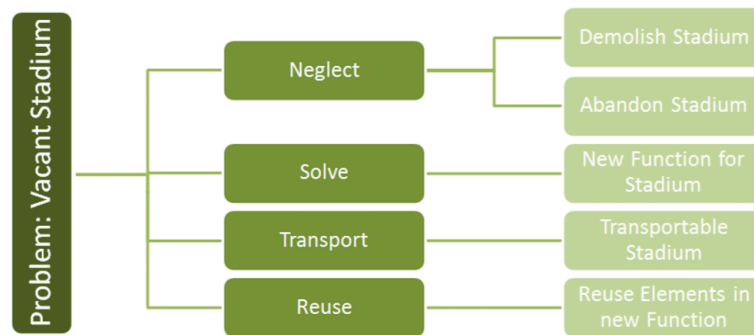 Problem: Vacant Stadium
Neglect
Demolish Stadium
Abandon Stadium
Solve
New Function for
Stadium
Transport
Transportable
Stadium
Reuse
Reuse Elements in
new Function